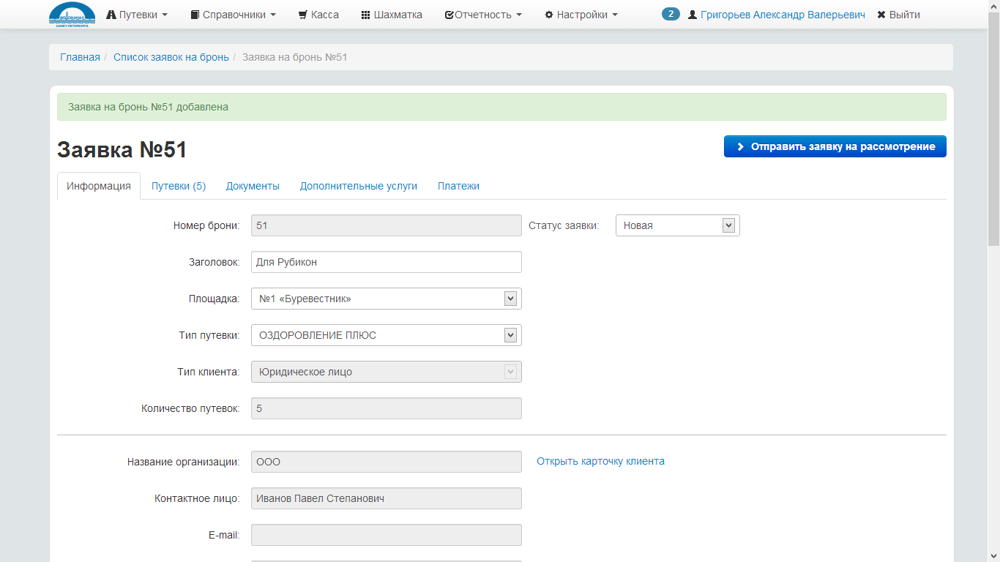 ВОДОКАНАЛ
САНКТ-ПЕТЕРБУРГА
Путевки
Справочники
Касса
Шахматка
Отчетность
Настройки
2
Григорьев Александр Валерьевич
Выйти
Главная / Список заявок на бронь / Заявка на бронь №51
Заявка на бронь №51 добавлена
Заявка №51
Отправить заявку на рассмотрение
Информация
Путевки (5)
Документы
Дополнительные услуги
Платежи
Номер брони: 51
Статус заявки: Новая
Заголовок: Для Рубикон
Площадка: №1 «Буревестник»
Тип путевки: ОЗДОРОВЛЕНИЕ ПЛЮС
Тип клиента: Юридическое лицо
Количество путевок: 5
Название организации: ООО
Открыть карточку клиента
Контактное лицо: Иванов Павел Степанович
E-mail: